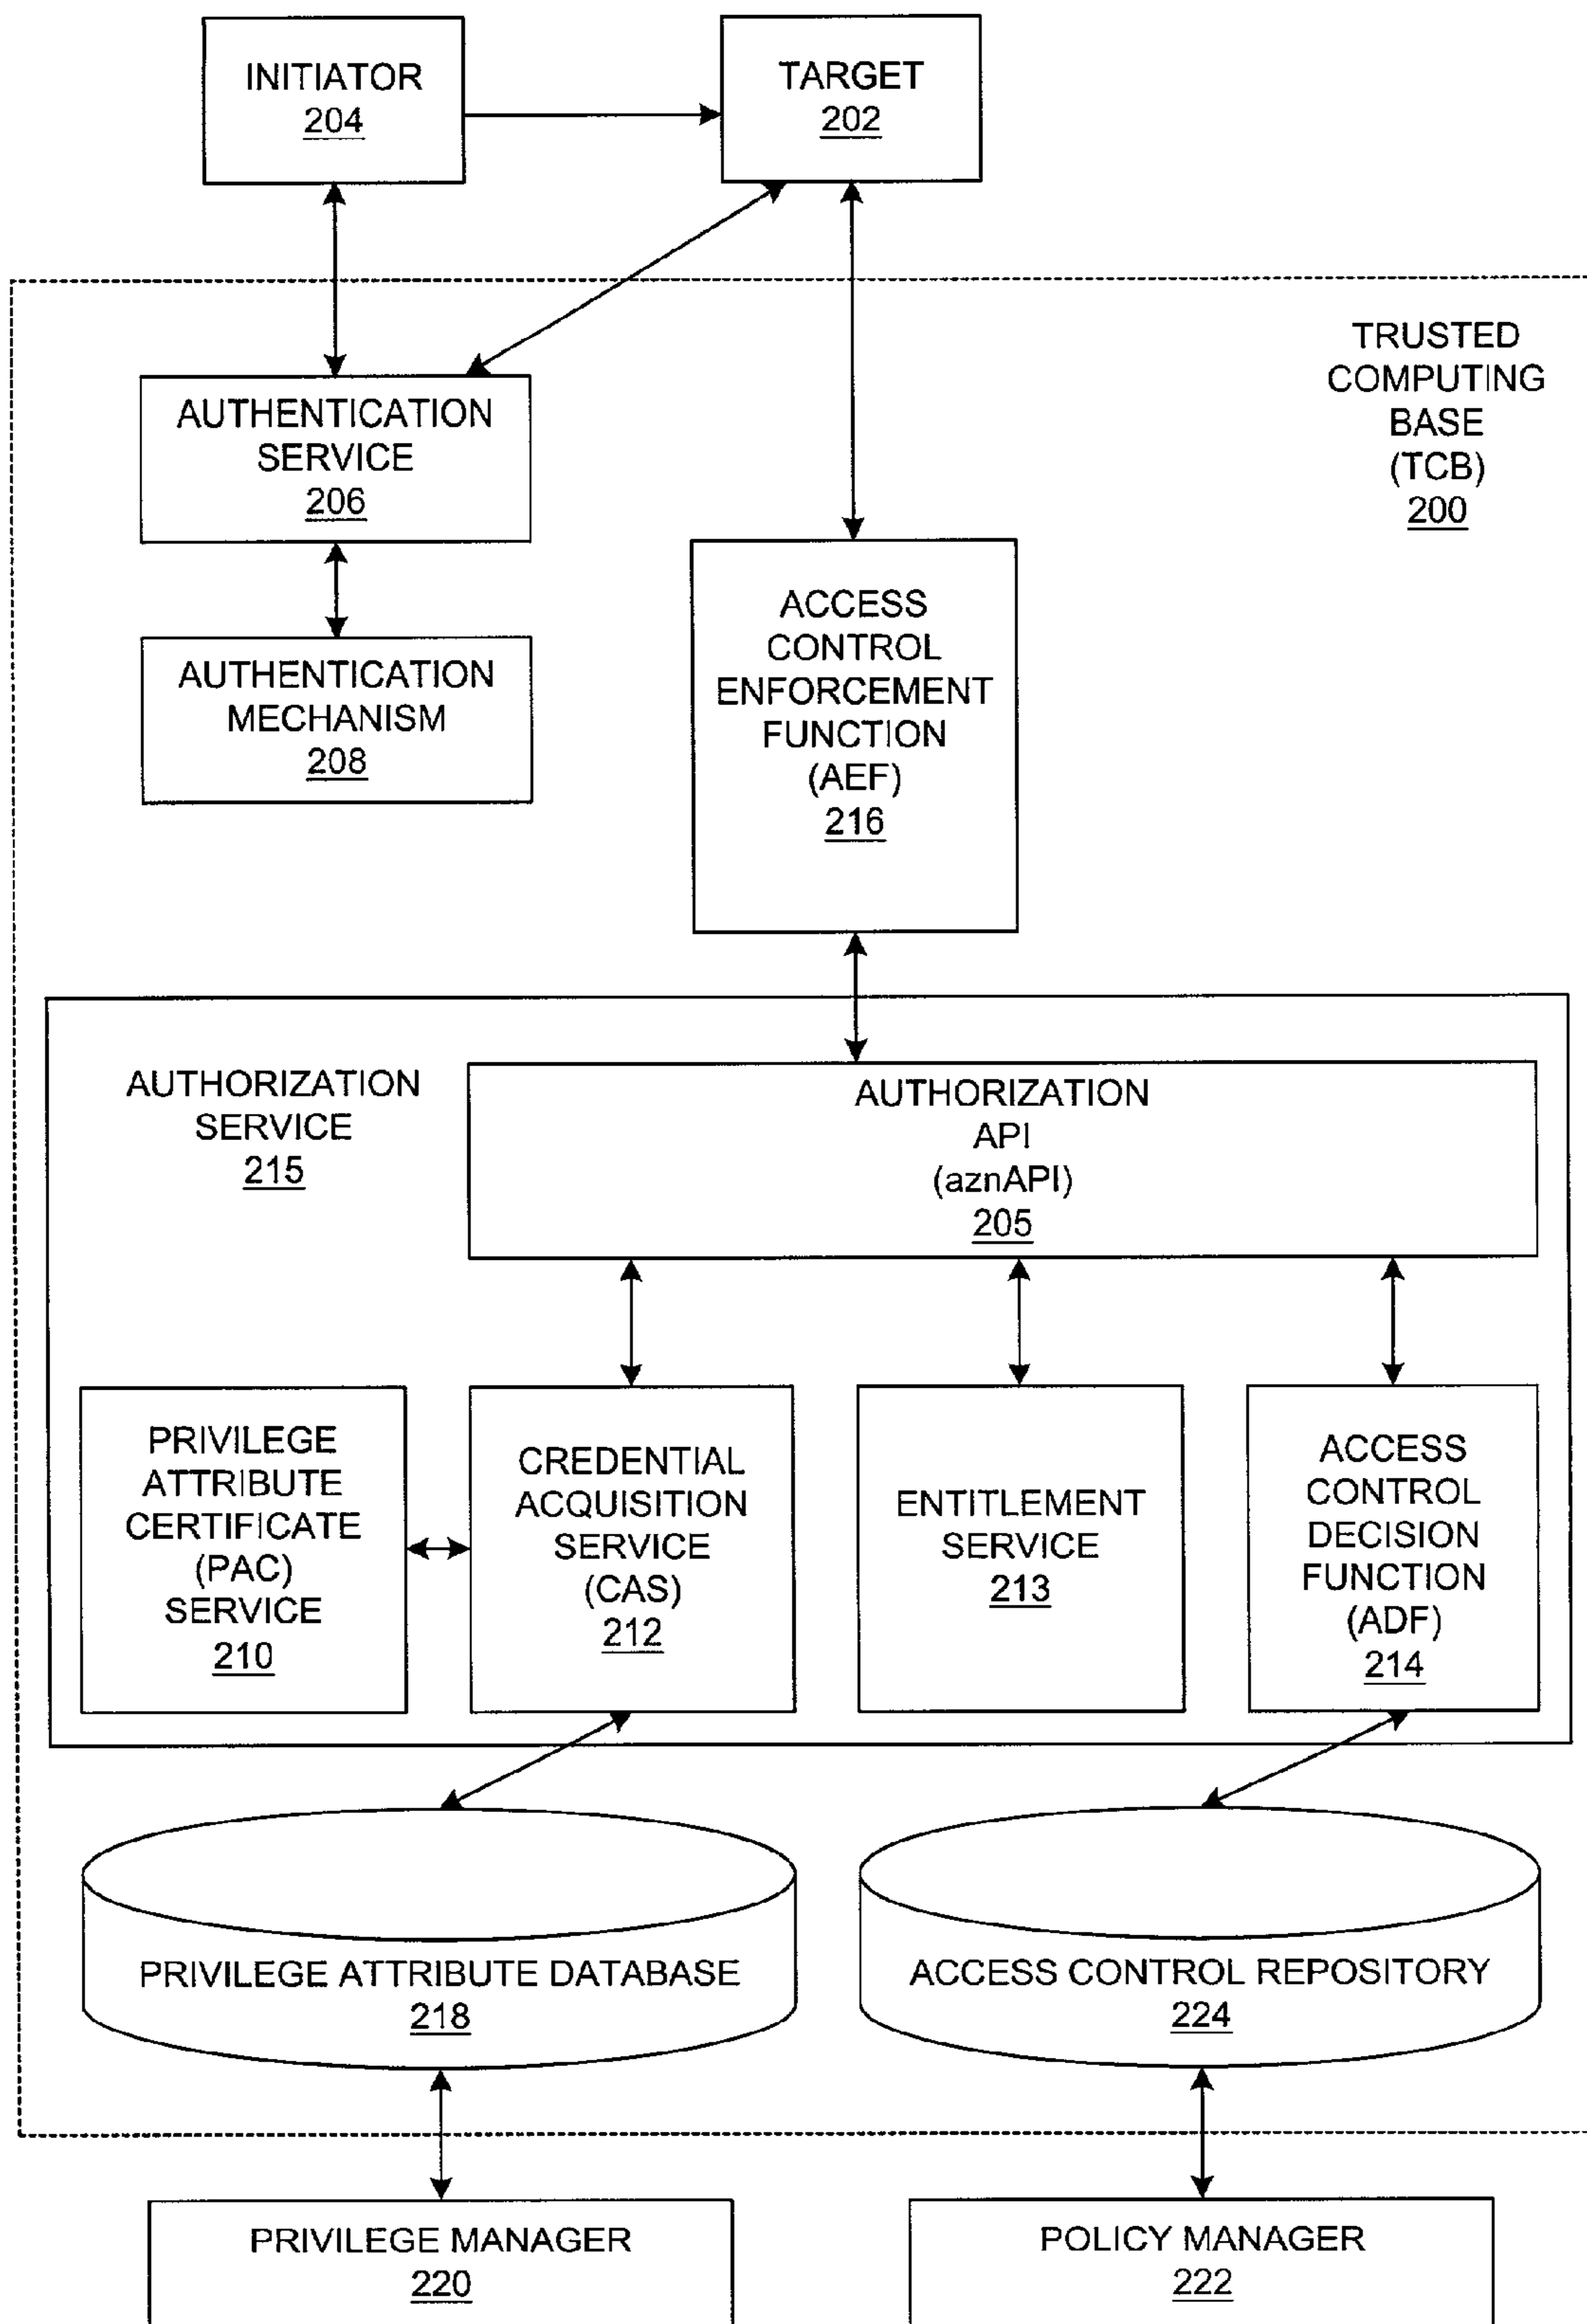 INITIATOR
204
TARGET
202
TRUSTED
COMPUTING
BASE
(TCB)
200
AUTHENTICATION
SERVICE
206
AUTHENTICATION
MECHANISM
208
ACCESS
CONTROL
ENFORCEMENT
FUNCTION
(AEF)
216
AUTHORIZATION
SERVICE
215
AUTHORIZATION
API
(aznAPI)
205
PRIVILEGE
ATTRIBUTE
CERTIFICATE
(PAC)
SERVICE
210
CREDENTIAL
ACQUISITION
SERVICE
(CAS)
212
ENTITLEMENT
SERVICE
213
ACCESS
CONTROL
DECISION
FUNCTION
(ADF)
214
PRIVILEGE ATTRIBUTE DATABASE
218
ACCESS CONTROL REPOSITORY
224
PRIVILEGE MANAGER
220
POLICY MANAGER
222